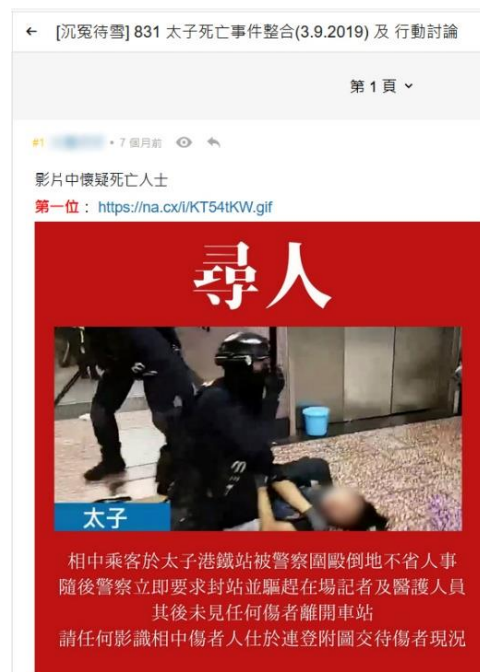 ← [沉冤待雪] 831 太子死亡事件整合(3.9.2019) 及 行動討論
第 1 頁
#1 • 7 個月前
影片中懷疑死亡人士
第一位： https://na.cx/i/KT54tKW.gif
尋人
太子
相中乘客於太子港鐵站被警察圍毆倒地不省人事
隨後警察立即要求封站並驅趕在場記者及醫護人員
其後未見任何傷者離開車站
請任何影識相中傷者人仕於連登附圖交待傷者現況